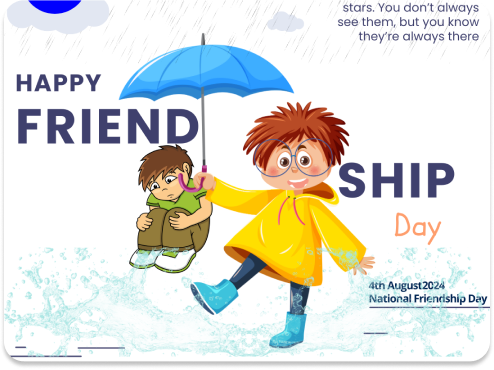 stars. You don't always
see them, but you know
they're always there
HAPPY
FRIEND
SHIP
Day
4th August2024
National Friendship Day